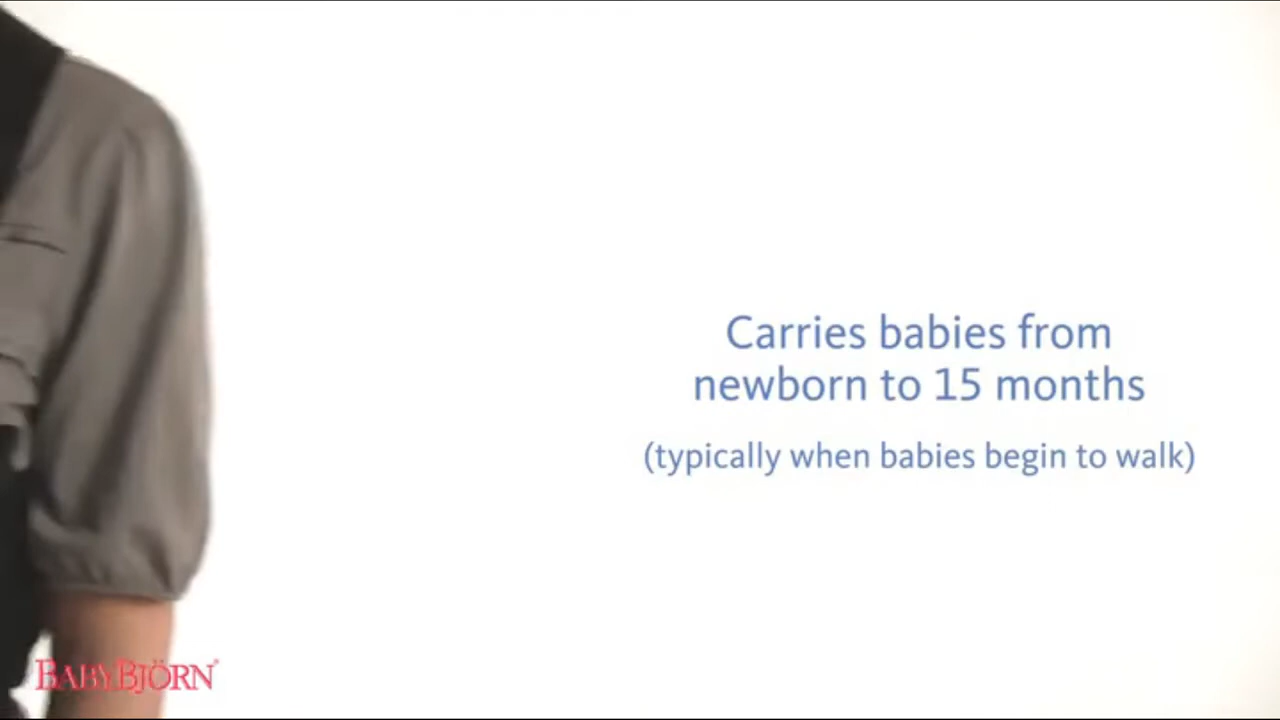 Carries babies from
newborn to 15 months
(typically when babies begin to walk)
BABYBJÖRN®